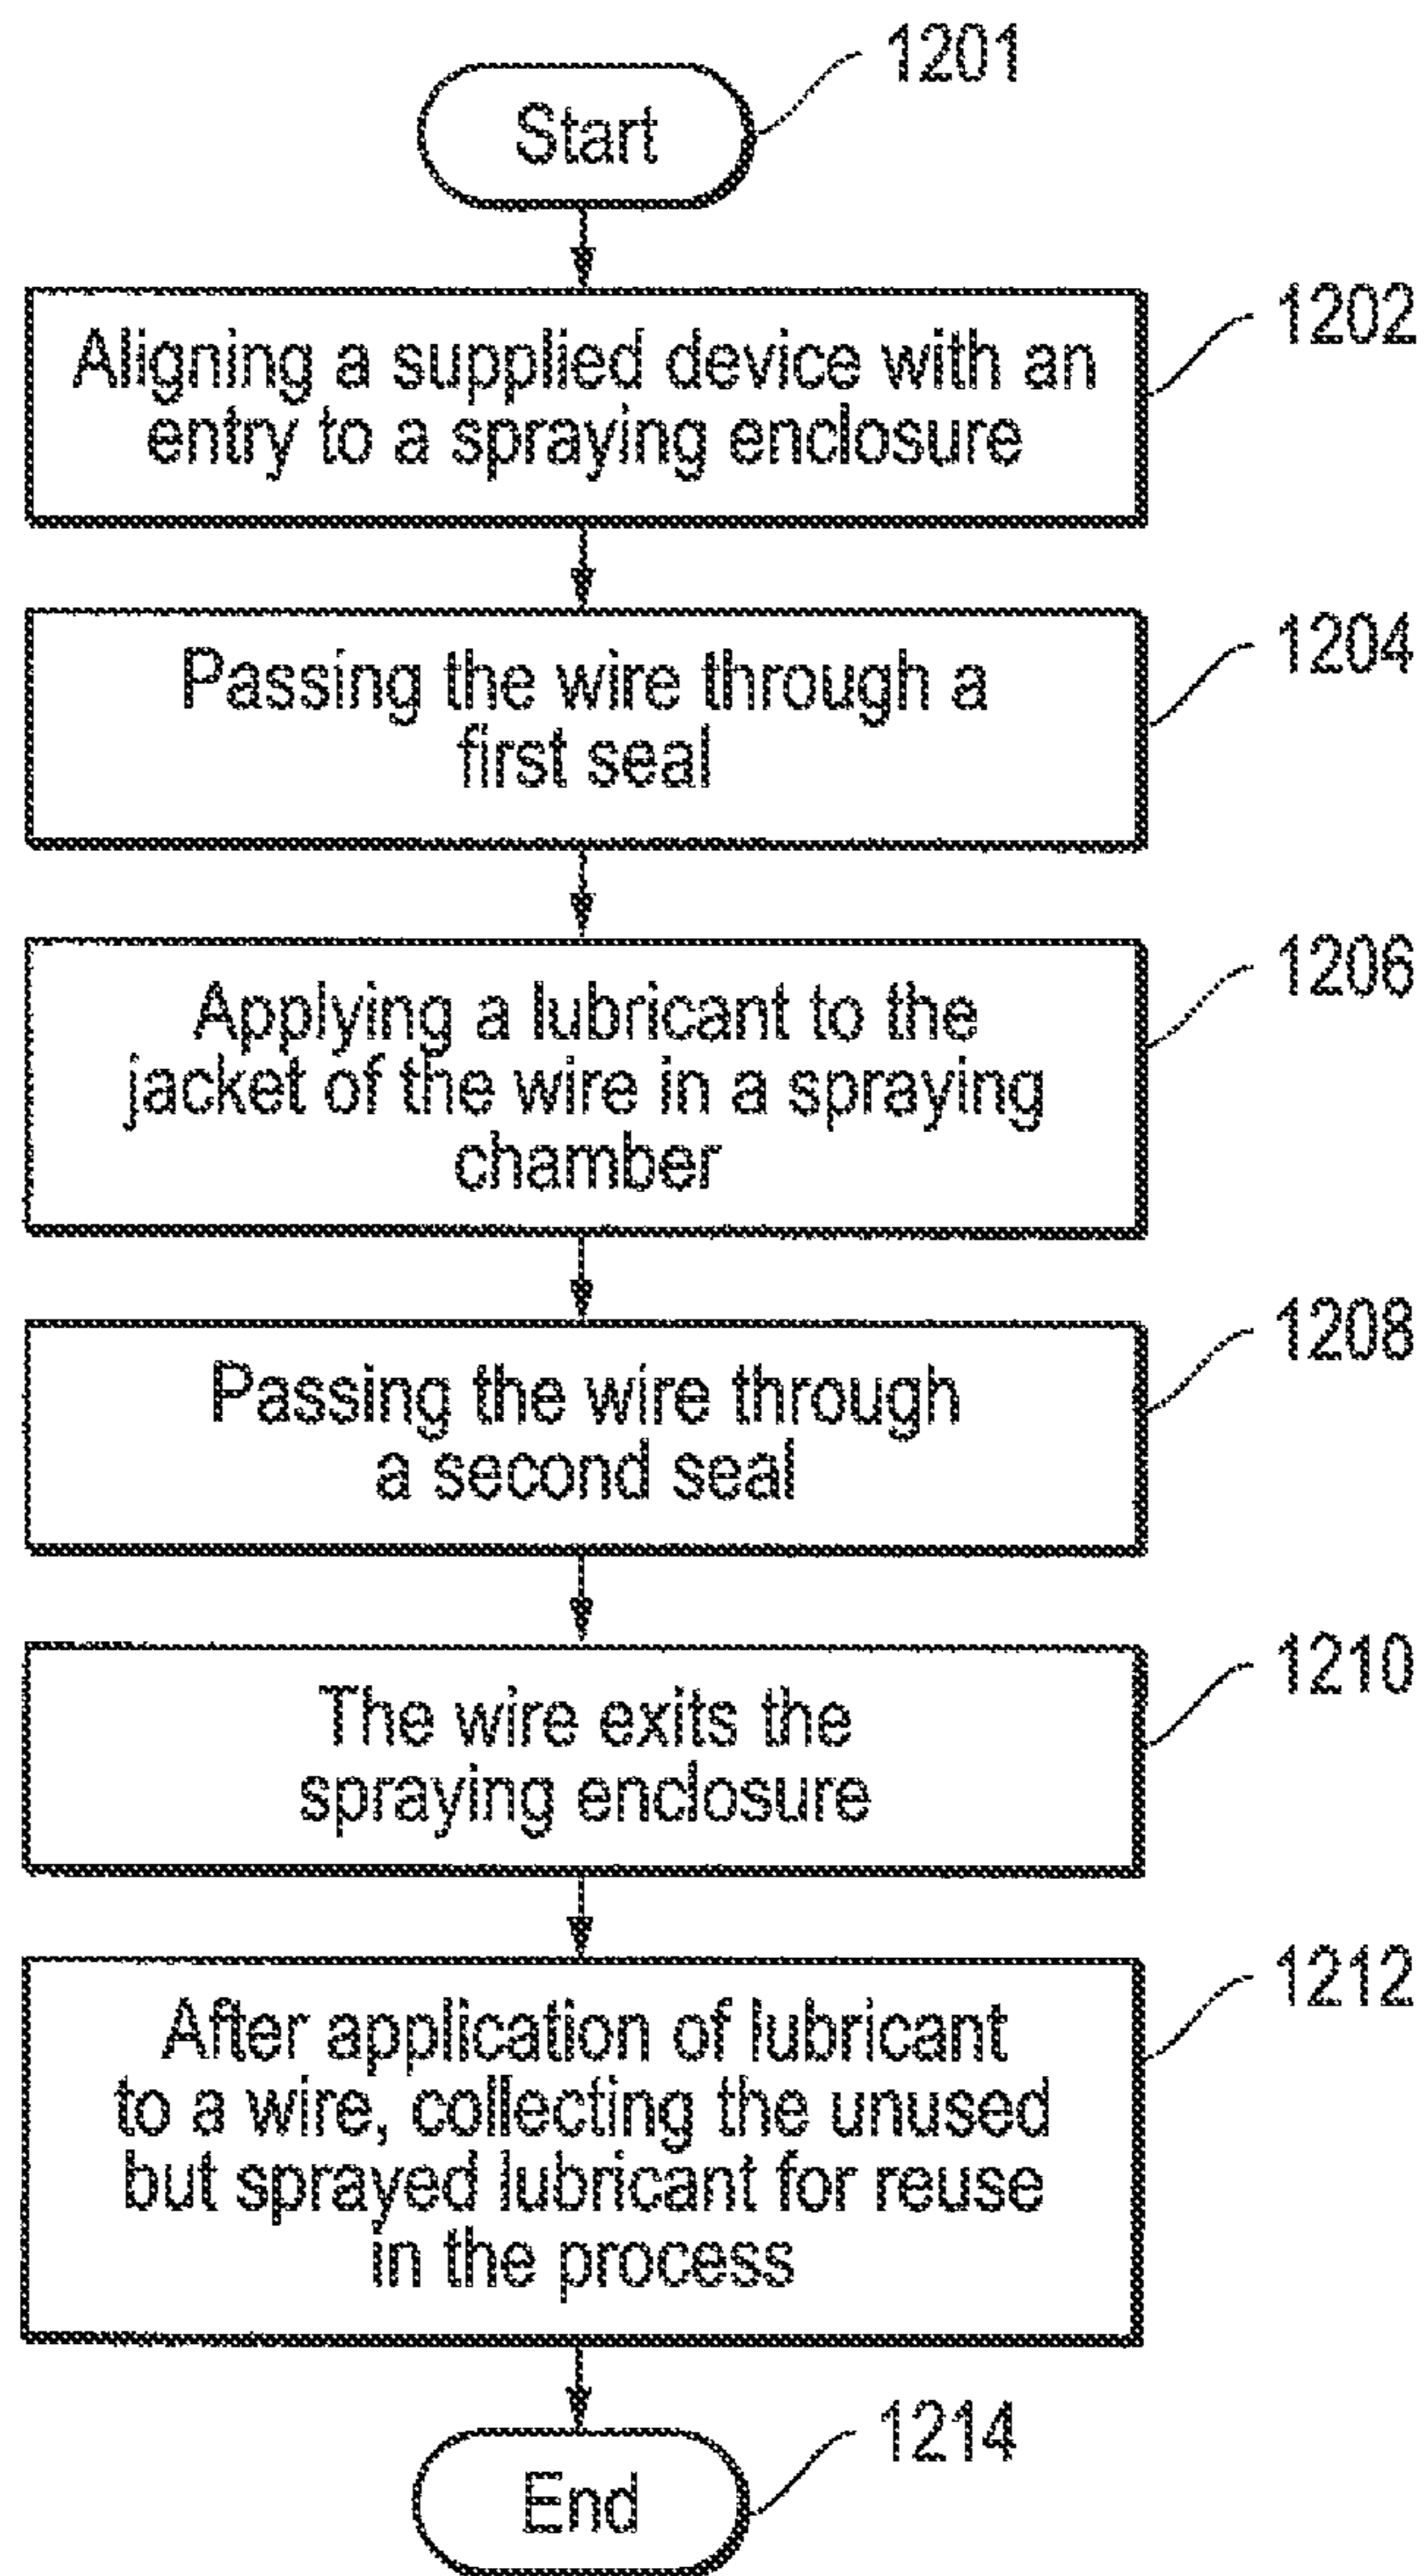 1201
Start
1202
Aligning a supplied device with an
entry to a spraying enclosure
1204
Passing the wire through a
first seal
1206
Applying a lubricant to the
jacket of the wire in a spraying
chamber
1208
Passing the wire through
a second seal
1210
The wire exits the
spraying enclosure
1212
After application of lubricant
to a wire, collecting the unused
but sprayed lubricant for reuse
in the process
1214
End